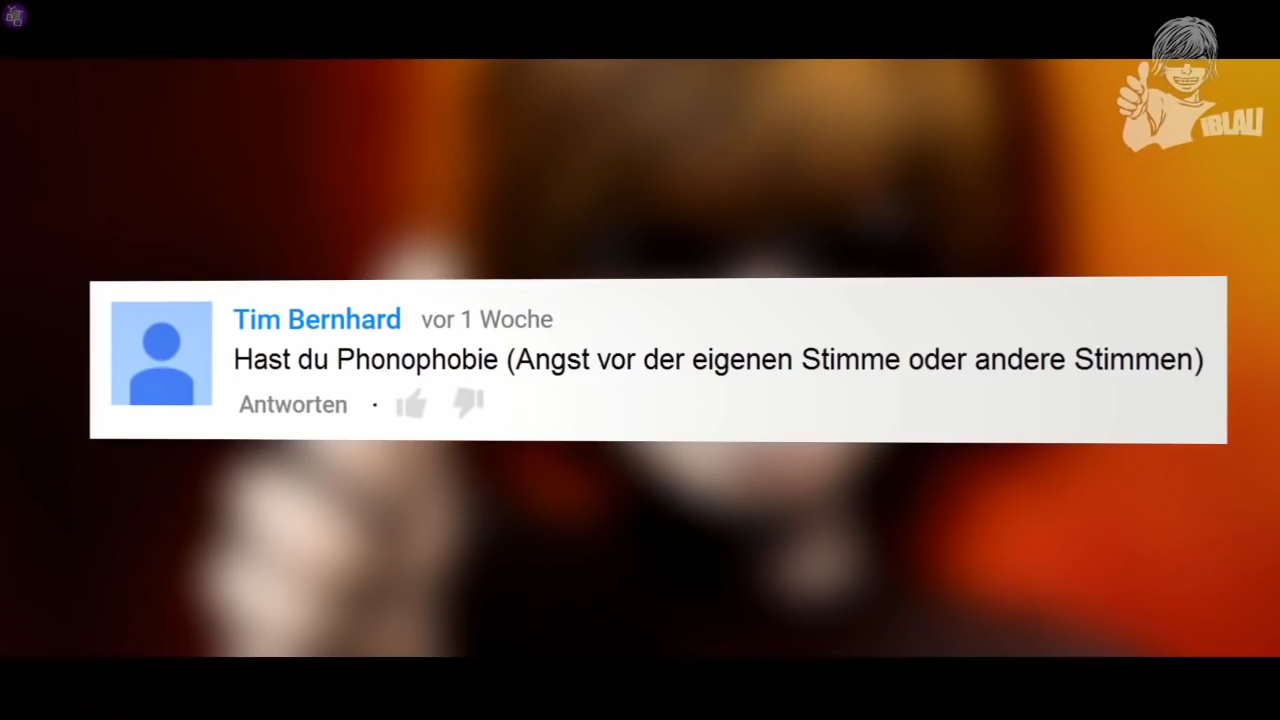 iBLALI
Tim Bernhard vor 1 Woche
Hast du Phonophobie (Angst vor der eigenen Stimme oder andere Stimmen)
Antworten ·